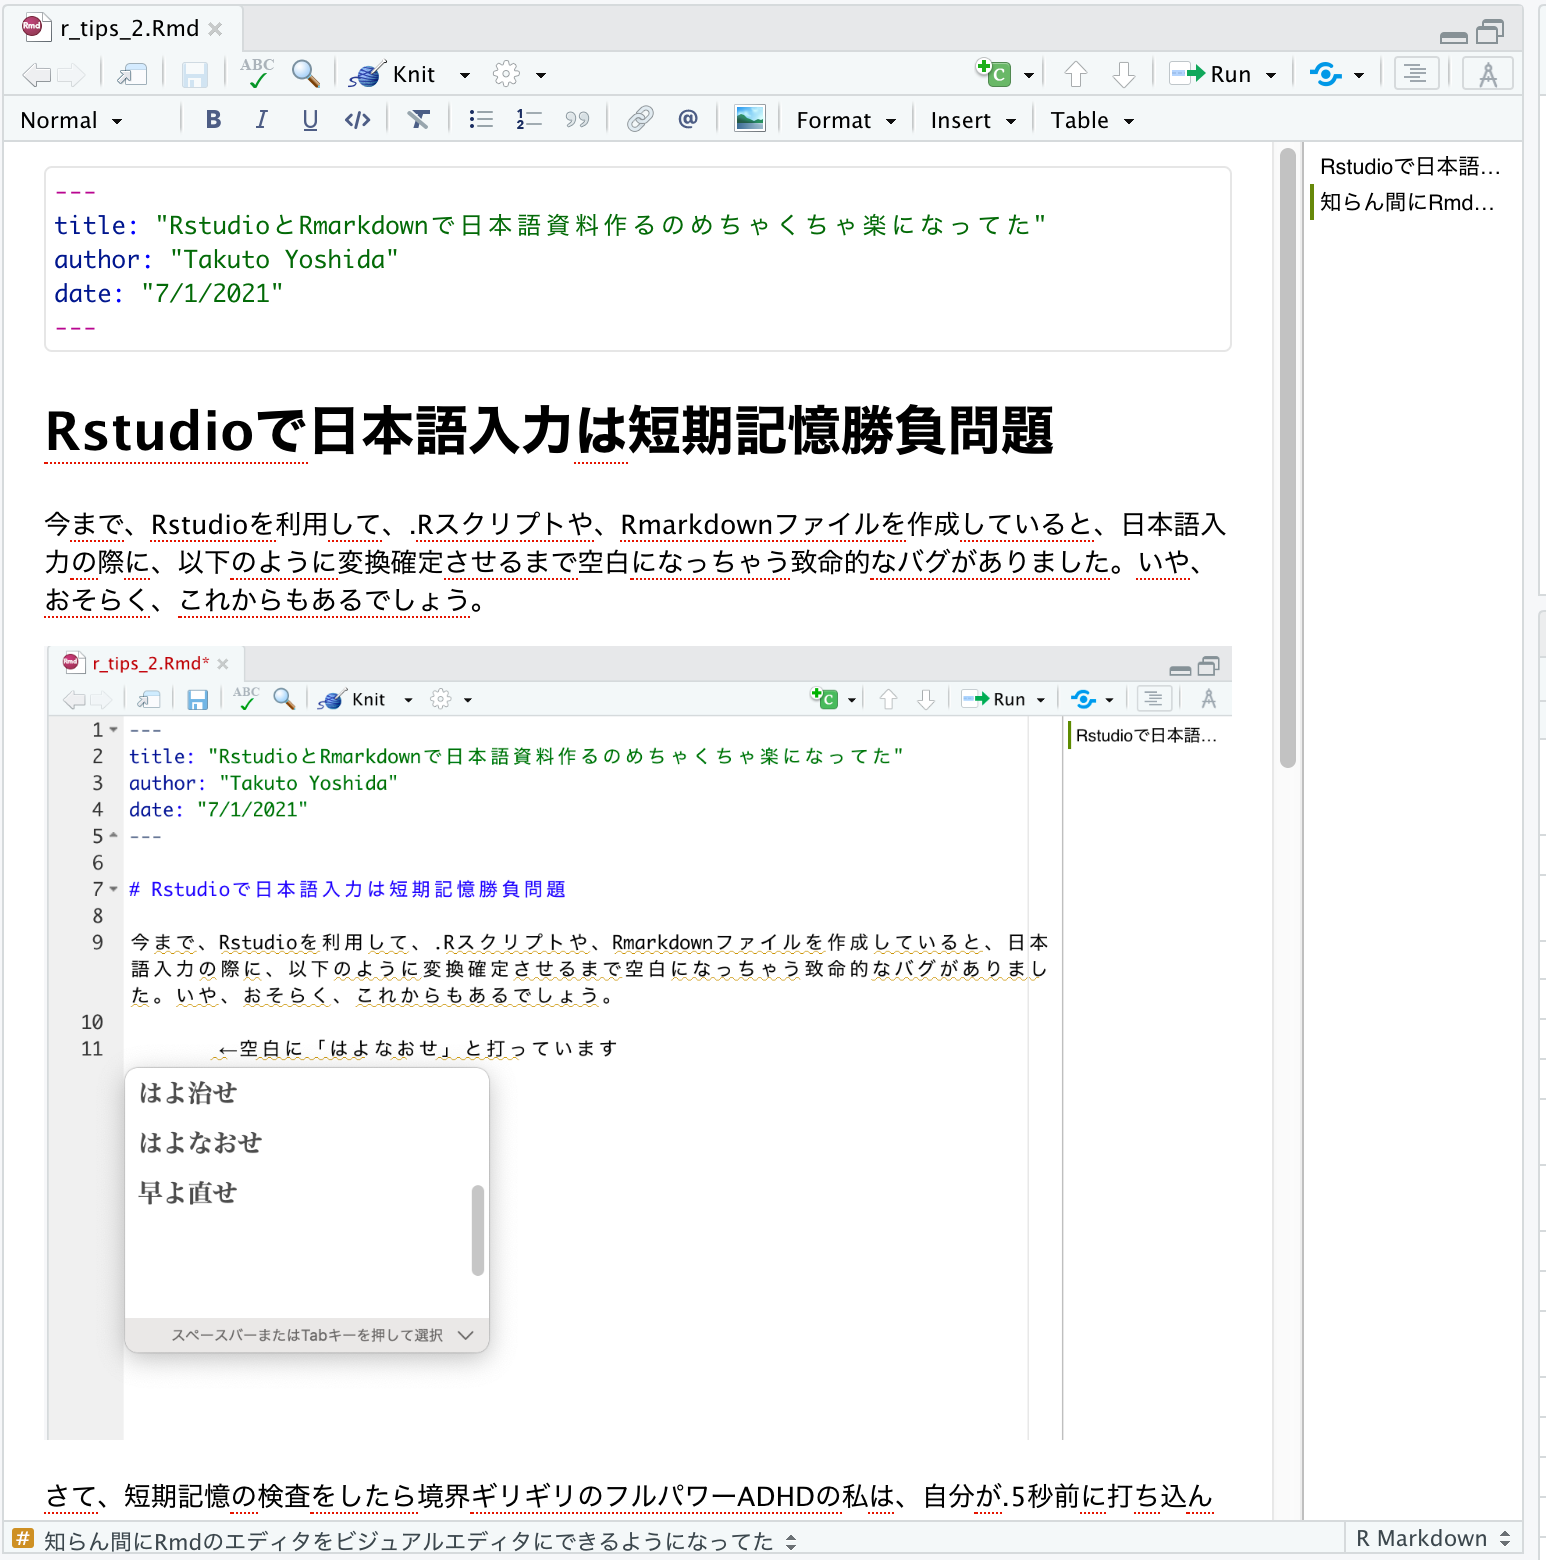 r_tips_2.Rmd
ABC Knit Run
Normal B I U </> Format Insert Table
---
title: "RstudioとRmarkdownで日本語資料作るのめちゃくちゃ楽になってた"
author: "Takuto Yoshida"
date: "7/1/2021"
---
Rstudioで日本語...
知らん間にRmd...
Rstudioで日本語入力は短期記憶勝負問題
今まで、Rstudioを利用して、.Rスクリプトや、Rmarkdownファイルを作成していると、日本語入
力の際に、以下のように変換確定させるまで空白になっちゃう致命的なバグがありました。いや、
おそらく、これからもあるでしょう。
r_tips_2.Rmd*
ABC Knit Run
1 ---
2 title: "RstudioとRmarkdownで日本語資料作るのめちゃくちゃ楽になってた"
3 author: "Takuto Yoshida"
4 date: "7/1/2021"
5 ---
6
7 # Rstudioで日本語入力は短期記憶勝負問題
8
9 今まで、Rstudioを利用して、.Rスクリプトや、Rmarkdownファイルを作成していると、日本
語入力の際に、以下のように変換確定させるまで空白になっちゃう致命的なバグがありまし
た。いや、おそらく、これからもあるでしょう。
10
11 ←空白に「はよなおせ」と打っています
Rstudioで日本語...
はよ治せ
はよなおせ
早よ直せ
スペースバーまたはTabキーを押して選択
さて、短期記憶の検査をしたら境界ギリギリのフルパワーADHDの私は、自分が.5秒前に打ち込ん
# 知らん間にRmdのエディタをビジュアルエディタにできるようになってた
R Markdown